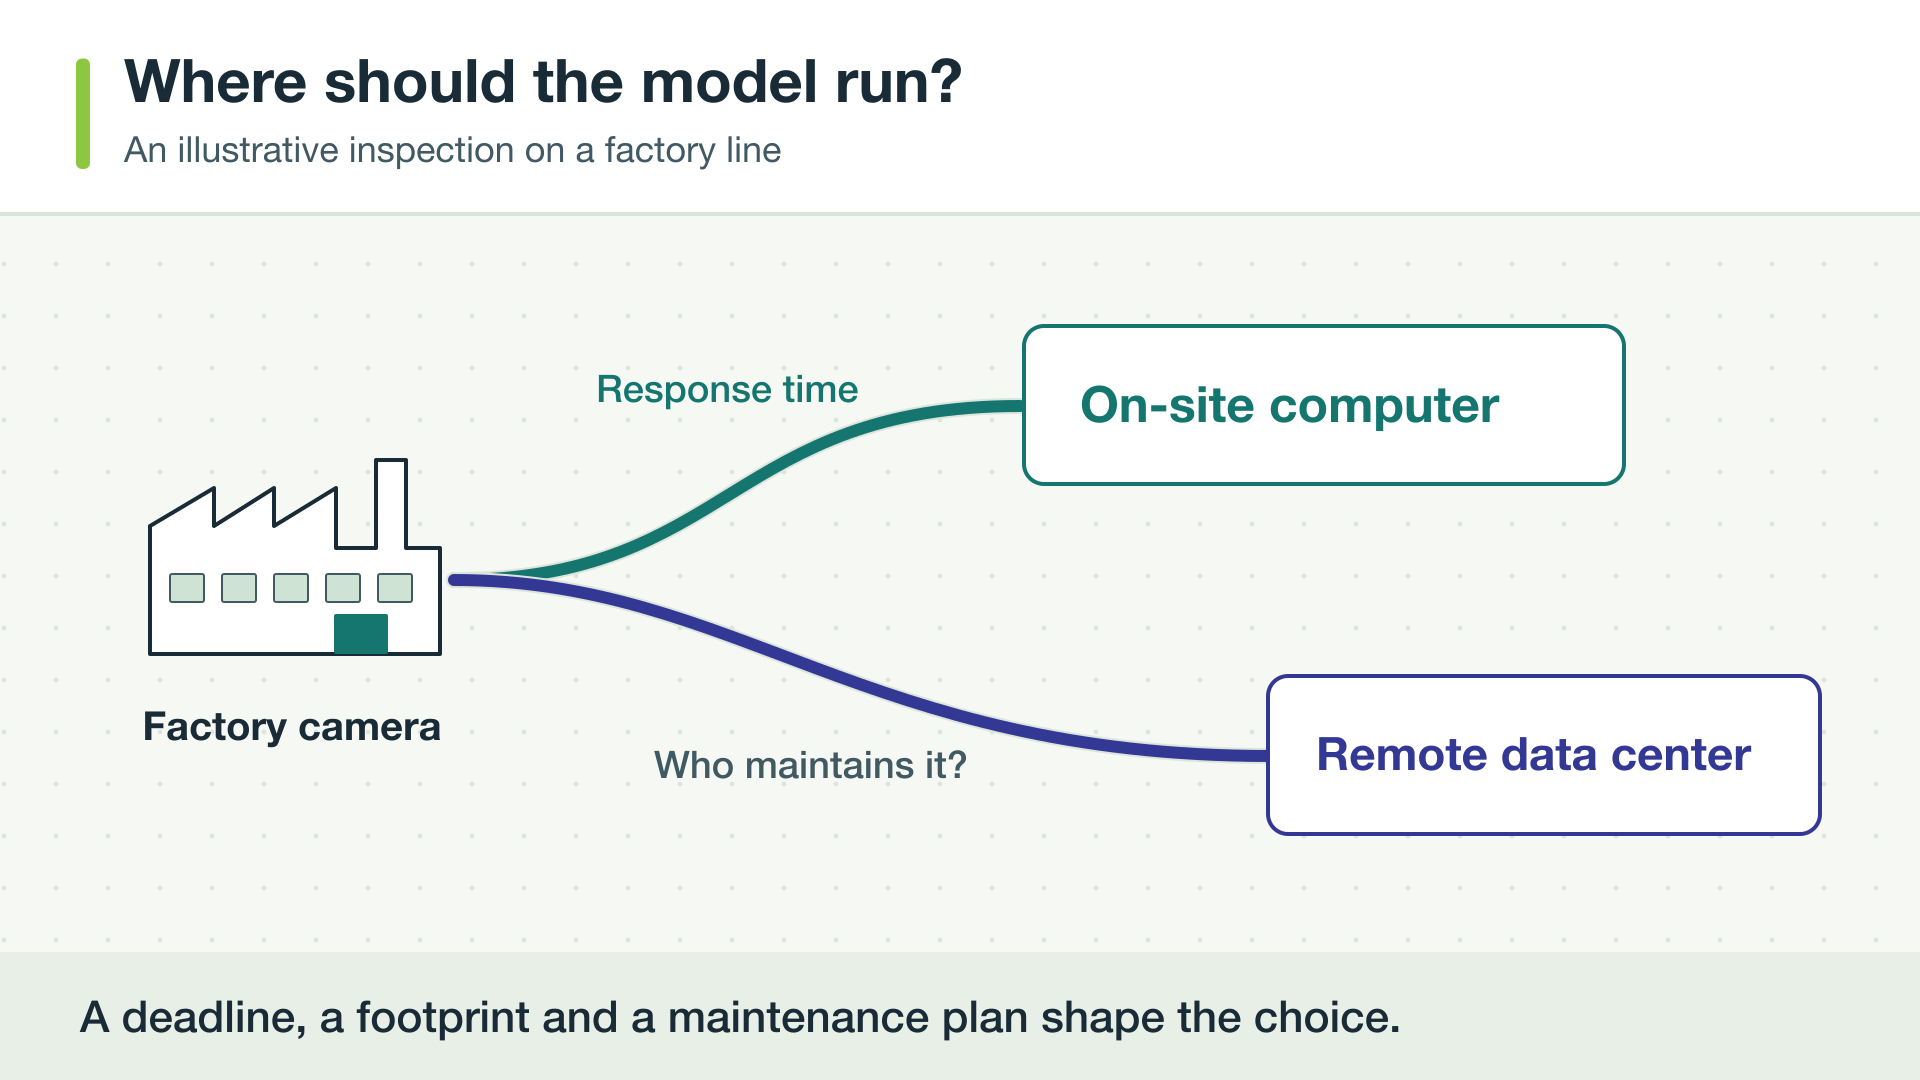 Where should the model run?
An illustrative inspection on a factory line
Response time
On-site computer
Factory camera
Who maintains it?
Remote data center
A deadline, a footprint and a maintenance plan shape the choice.